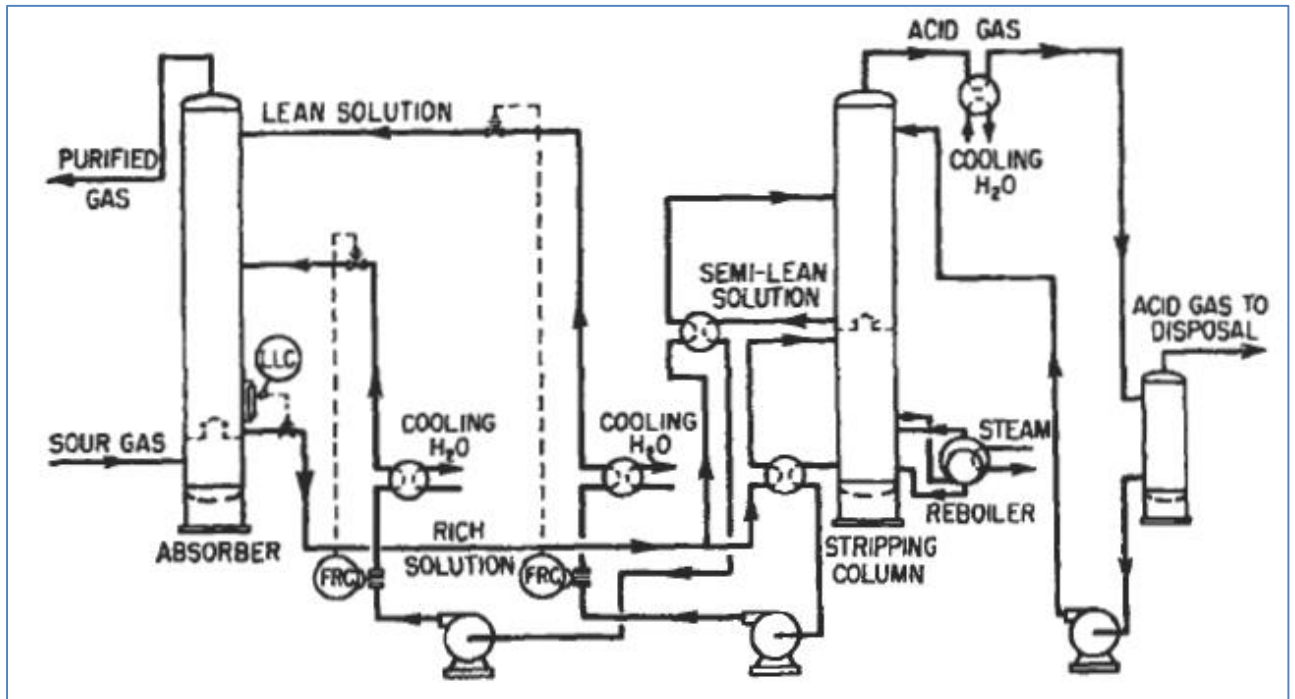 ACID GAS
LEAN SOLUTION
PURIFIED
GAS
COOLING
H₂O
SEMI-LEAN
SOLUTION
ACID GAS TO
DISPOSAL
LLC
SOUR GAS
COOLING
H₂O
COOLING
H₂O
STEAM
REBOILER
ABSORBER
RICH
SOLUTION
STRIPPING
COLUMN
FRC
FRC